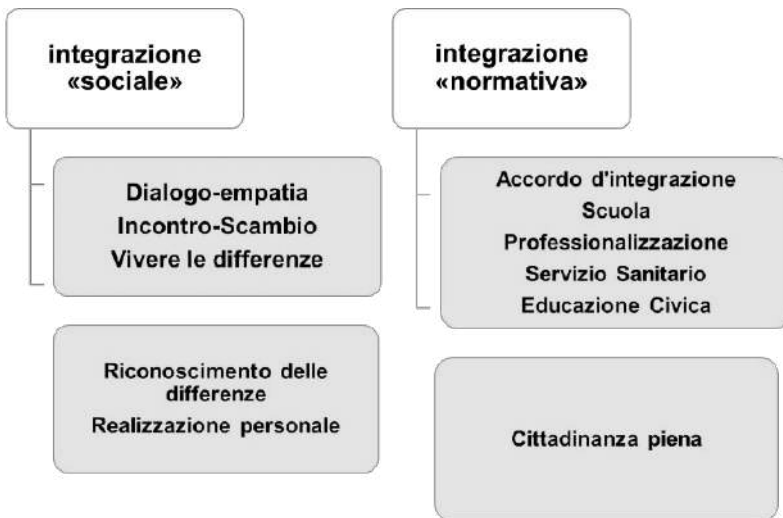 integrazione
«sociale»
Dialogo-empatia
Incontro-Scambio
Vivere le differenze
Riconoscimento delle
differenze
Realizzazione personale
integrazione
«normativa»
Accordo d'integrazione
Scuola
Professionalizzazione
Servizio Sanitario
Educazione Civica
Cittadinanza piena